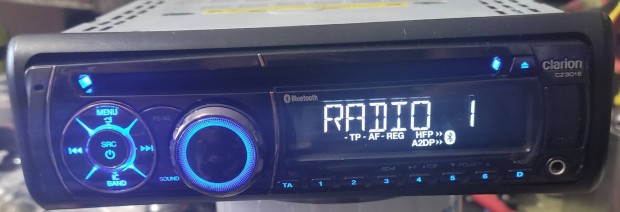 Clarion
CZ301E
Bluetooth
MENU
SRC
BAND
SOUND
RADIO 1
- TP - AF - REG HFP>>
A2DP>>
TA 1 2 3 4 5 6 D